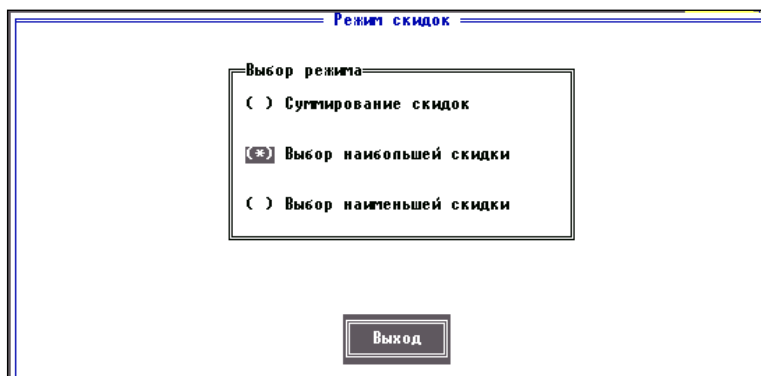 Режим скидок
Выбор режима
( ) Суммирование скидок
(*) Выбор наибольшей скидки
( ) Выбор наименьшей скидки
Выход